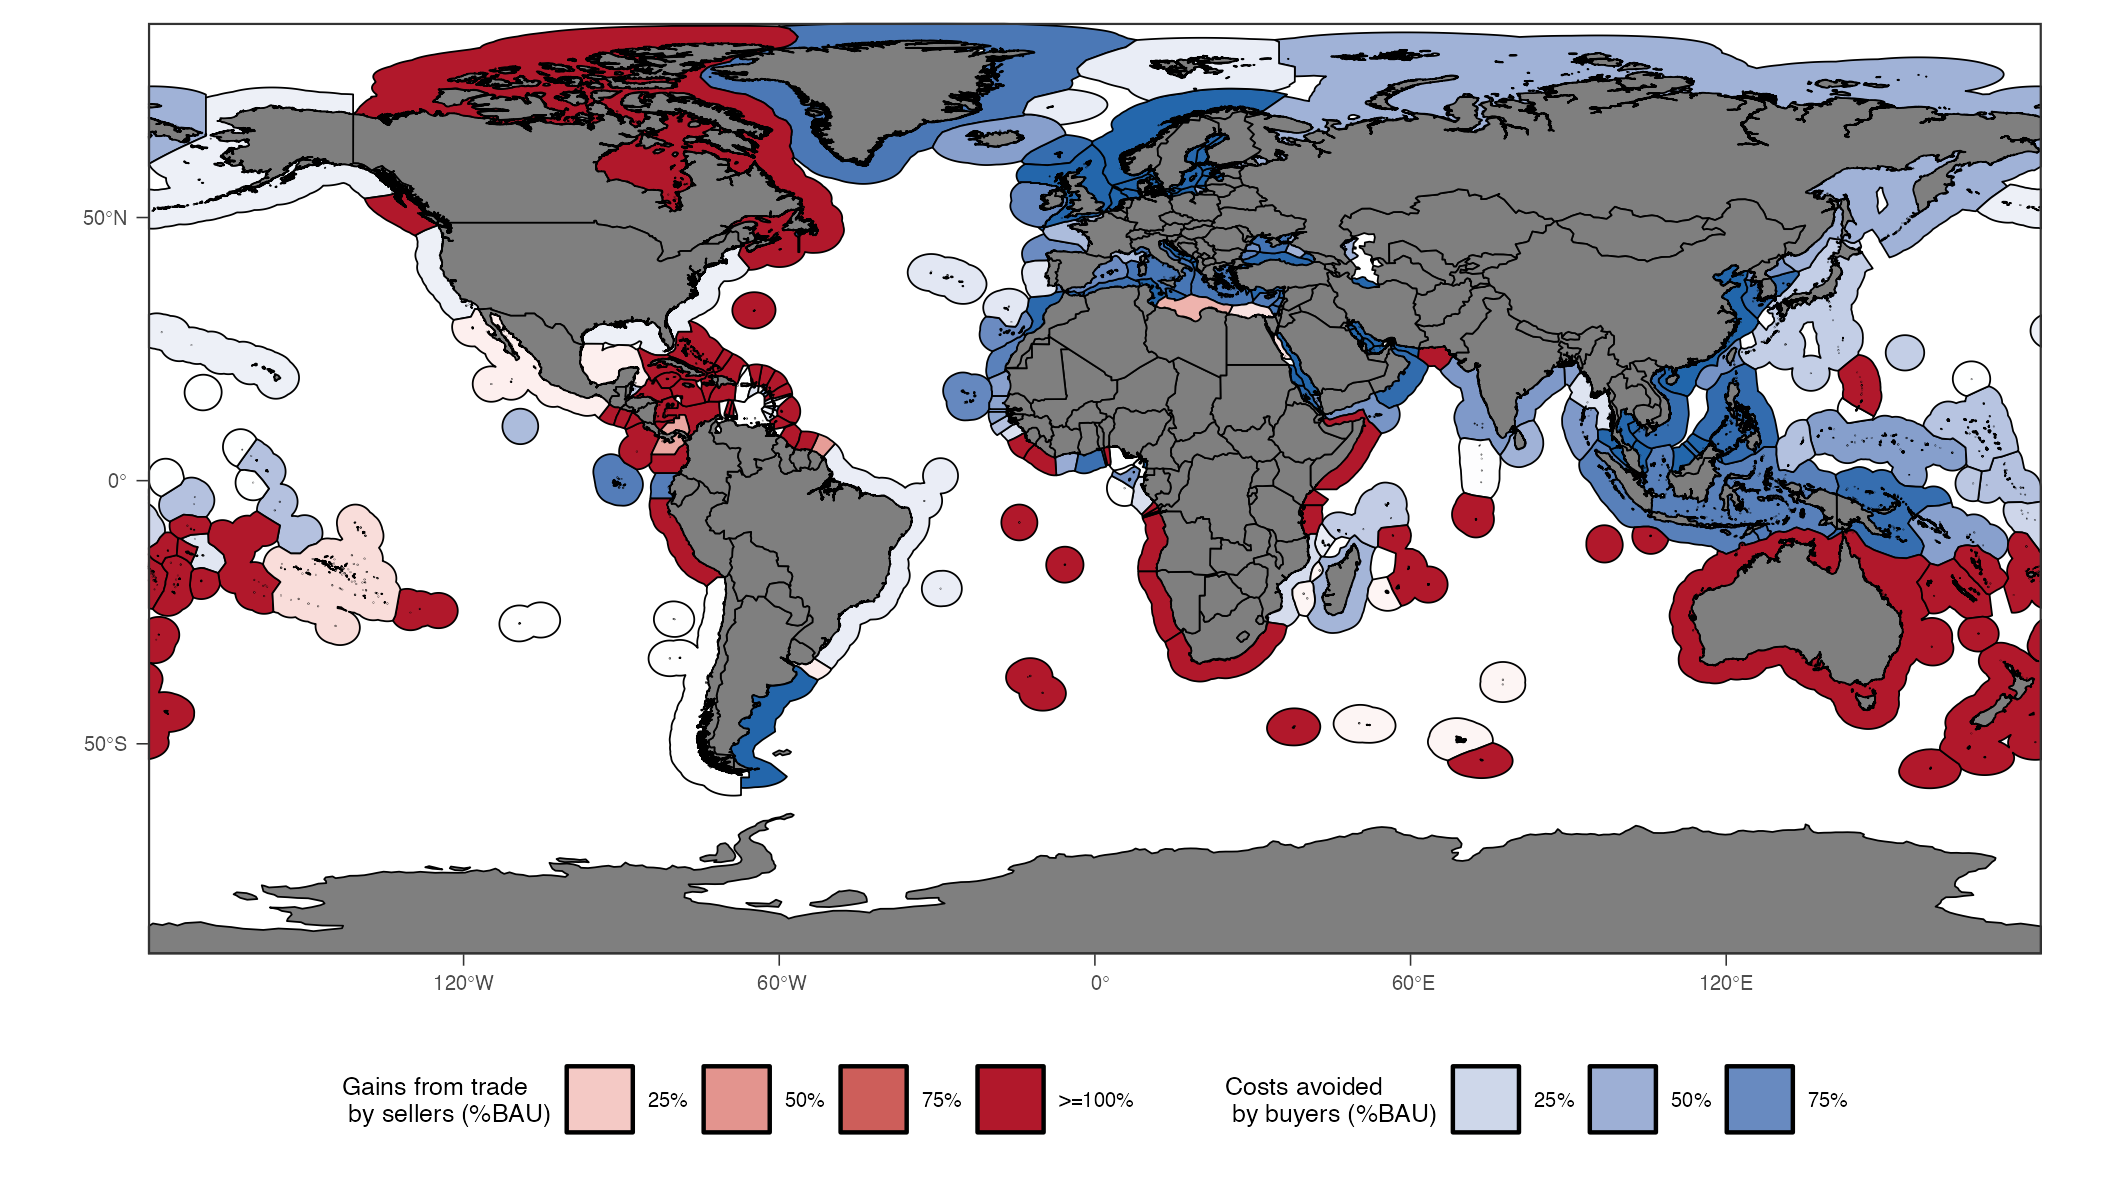 50°N
0°
50°S
120°W
60°W
0°
60°E
120°E
Gains from trade
by sellers (%BAU)
25%
50%
75%
>=100%
Costs avoided
by buyers (%BAU)
25%
50%
75%